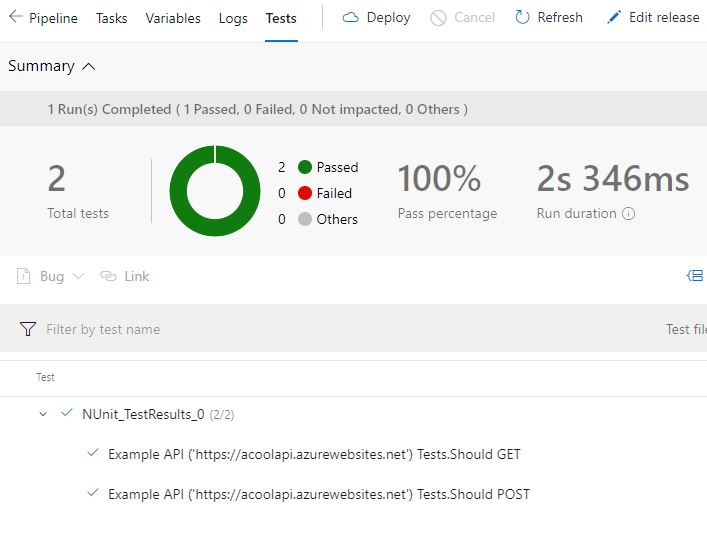 Pipeline Tasks Variables Logs Tests Deploy Cancel Refresh Edit release
Summary
1 Run(s) Completed ( 1 Passed, 0 Failed, 0 Not impacted, 0 Others )
2
Total tests
2 Passed
0 Failed
0 Others
100%
Pass percentage
2s 346ms
Run duration
Bug Link
Filter by test name Test file
Test
NUnit_TestResults_0 (2/2)
Example API ('https://acoolapi.azurewebsites.net') Tests.Should GET
Example API ('https://acoolapi.azurewebsites.net') Tests.Should POST